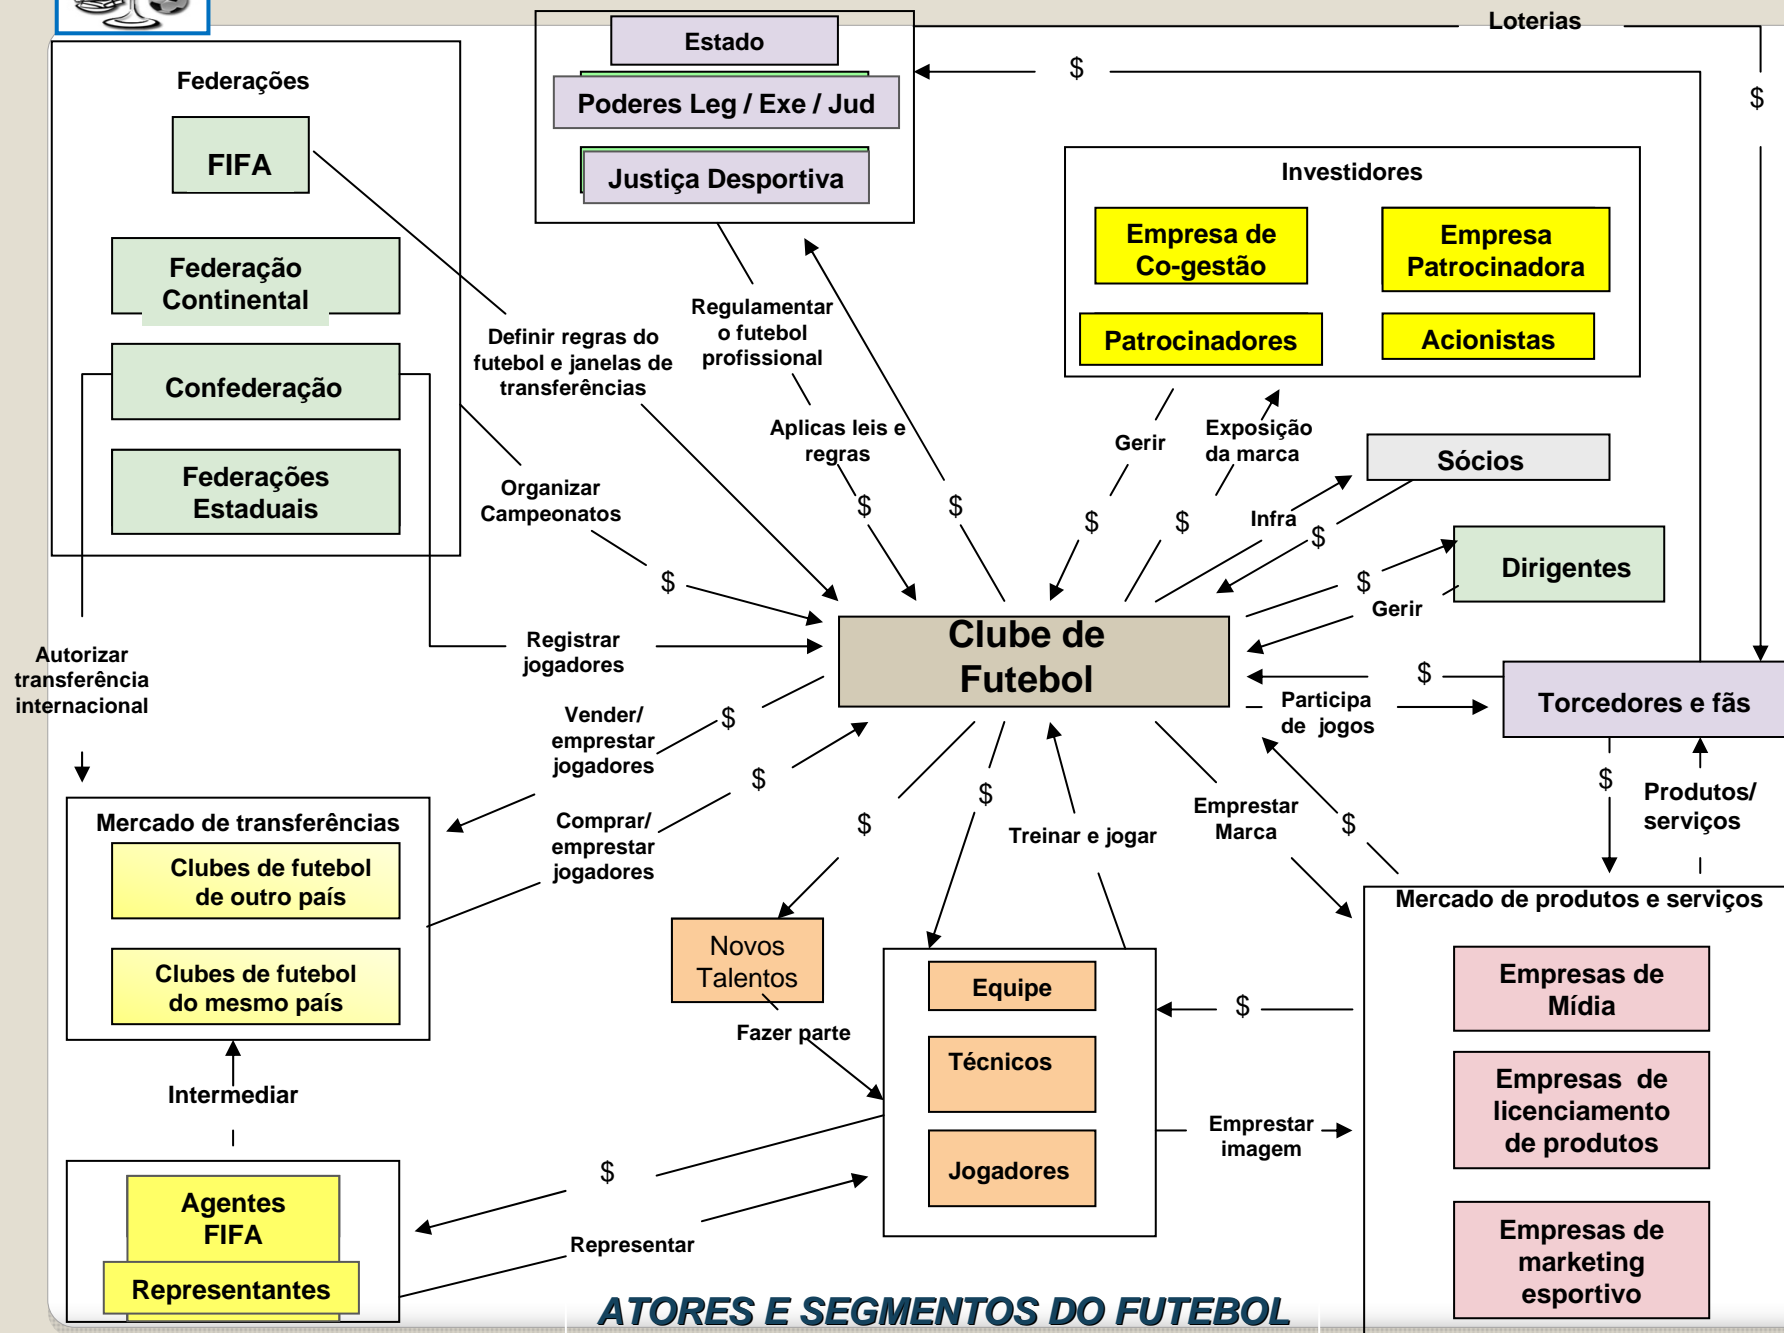 Loterias
Estado
$
Federações
$
Poderes Leg / Exe / Jud
FIFA
Justiça Desportiva
Investidores
Empresa de
Co-gestão
Empresa
Patrocinadora
Federação
Continental
Regulamentar
o futebol
profissional
Definir regras do
futebol e janelas de
transferências
Patrocinadores
Acionistas
Confederação
Aplicas leis e
regras
Gerir
Exposição
da marca
Sócios
Federações
Estaduais
Organizar
Campeonatos
$
$
$
$
Infra
$
Dirigentes
$
$
Gerir
Clube de
Futebol
Registrar
jogadores
Autorizar
transferência
internacional
$
Participa
de jogos
Torcedores e fãs
Vender/
emprestar
jogadores
$
$
$
$
Produtos/
serviços
Mercado de transferências
Comprar/
emprestar
jogadores
$
Treinar e jogar
Emprestar
Marca
$
Clubes de futebol
de outro país
Mercado de produtos e serviços
Novos
Talentos
Clubes de futebol
do mesmo país
Equipe
Empresas de
Mídia
$
Fazer parte
Técnicos
Intermediar
Empresas de
licenciamento
de produtos
Emprestar
imagem
$
Jogadores
Agentes
FIFA
Representar
Empresas de
marketing
esportivo
Representantes
ATORES E SEGMENTOS DO FUTEBOL